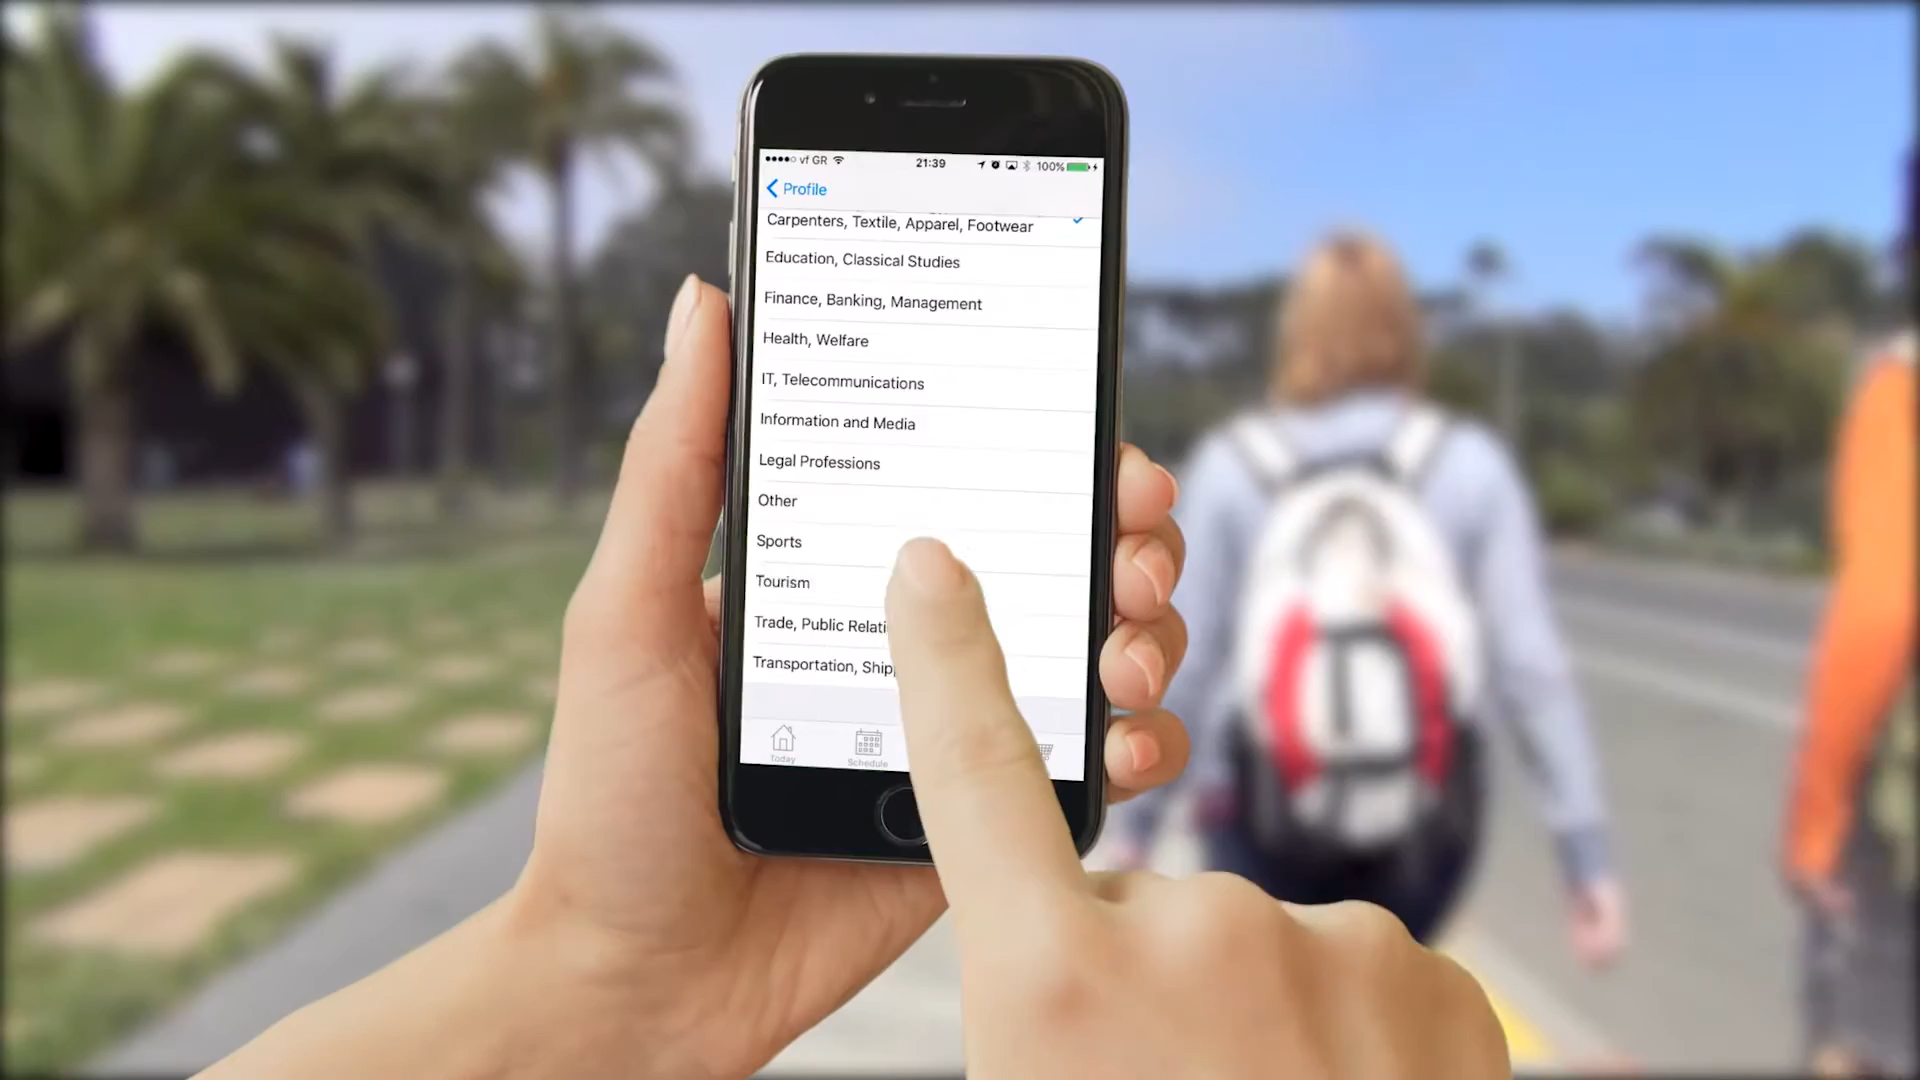 vf GR 21:39 100%
Profile
Carpenters, Textile, Apparel, Footwear
Education, Classical Studies
Finance, Banking, Management
Health, Welfare
IT, Telecommunications
Information and Media
Legal Professions
Other
Sports
Tourism
Trade, Public Relati
Transportation, Ship
Today Schedule